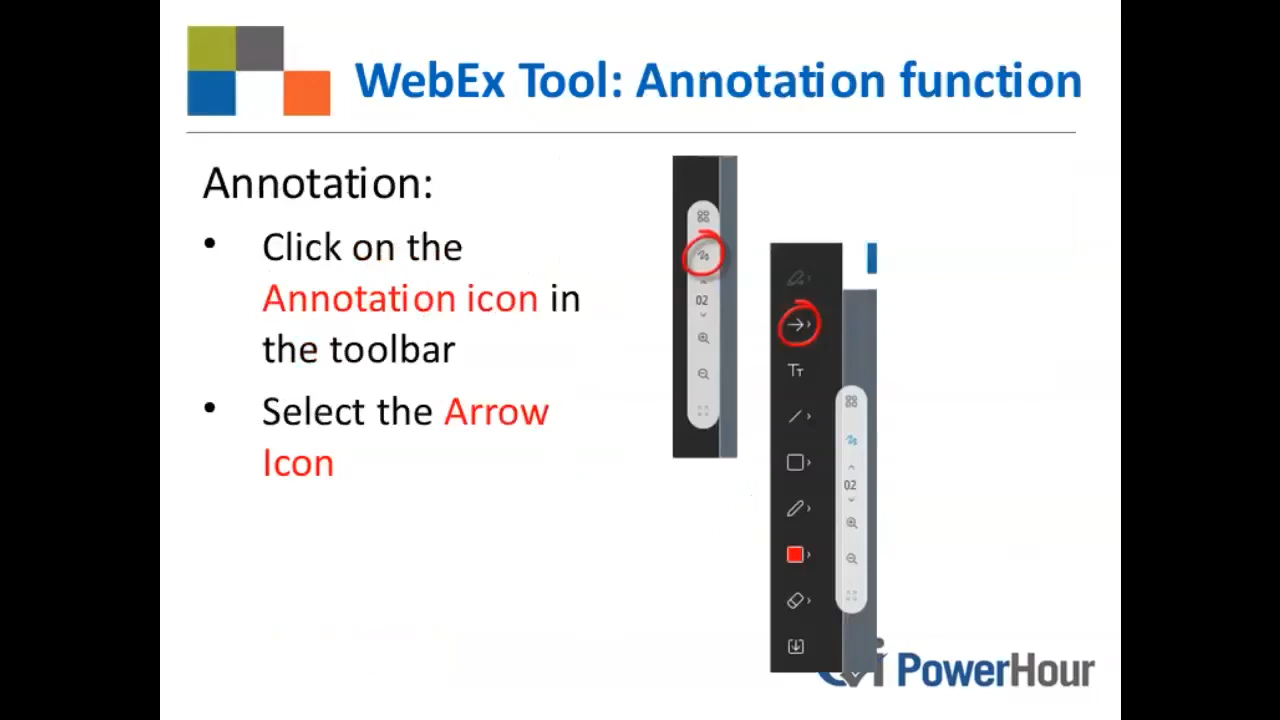 WebEx Tool: Annotation function
Annotation:
• Click on the
Annotation icon in
the toolbar
• Select the Arrow
Icon
02
TT
02
PowerHour